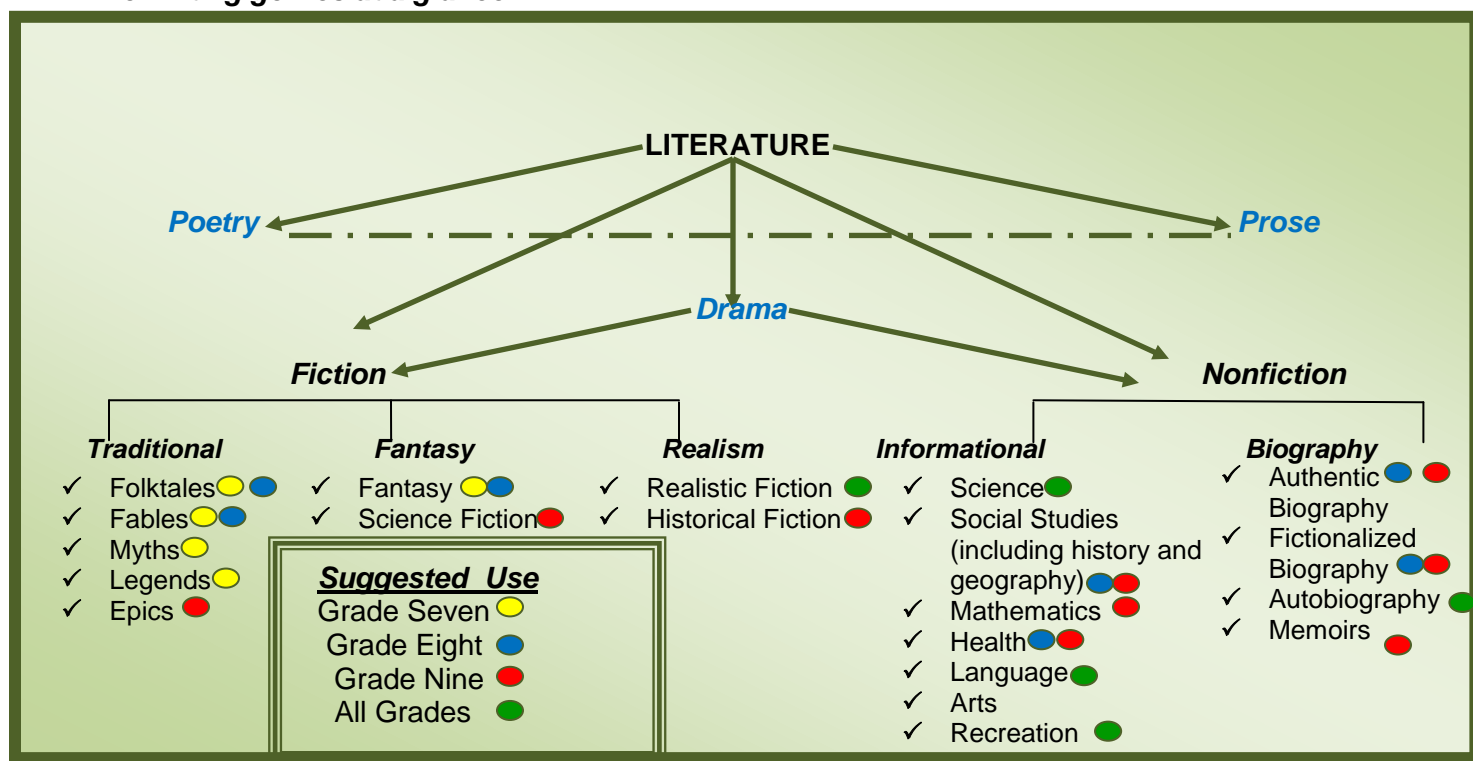 LITERATURE
Poetry
Prose
Drama
Fiction
Nonfiction
Traditional
✓ Folktales
✓ Fables
✓ Myths
✓ Legends
✓ Epics
Fantasy
✓ Fantasy
✓ Science Fiction
Realism
✓ Realistic Fiction
✓ Historical Fiction
Informational
✓ Science
✓ Social Studies
(including history and
geography)
✓ Mathematics
✓ Health
✓ Language
✓ Arts
✓ Recreation
Biography
✓ Authentic
Biography
✓ Fictionalized
Biography
✓ Autobiography
✓ Memoirs
Suggested Use
Grade Seven
Grade Eight
Grade Nine
All Grades